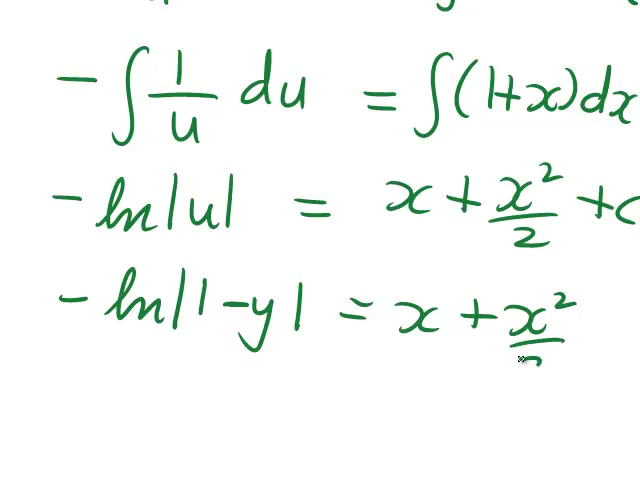 - ∫ 1/u du = ∫(1+x)dx
- ln|u| = x + x²/2 + c
- ln|1-y| = x + x²/